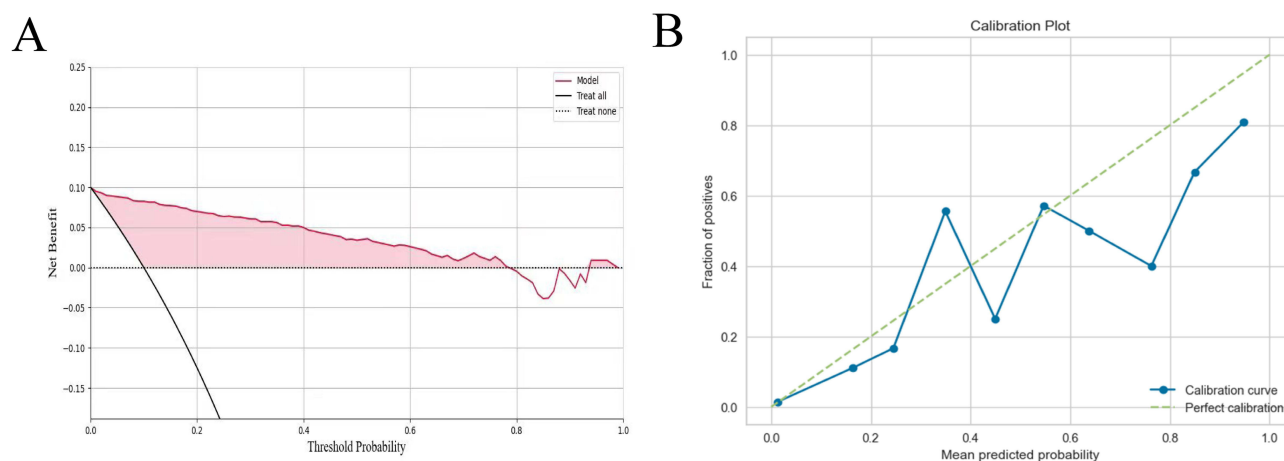 A
0.25
0.20
0.15
0.10
0.05
0.00
−0.05
−0.10
−0.15
0.0 0.2 0.4 0.6 0.8 1.0
Net Benefit
Threshold Probability
Model
Treat all
Treat none
B
Calibration Plot
1.0
0.8
0.6
0.4
0.2
0.0
0.0 0.2 0.4 0.6 0.8 1.0
Fraction of positives
Mean predicted probability
Calibration curve
Perfect calibration